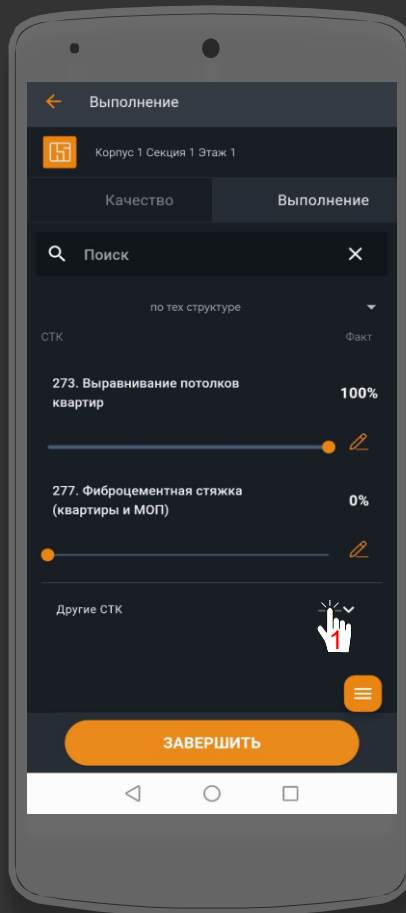 Выполнение
Корпус 1 Секция 1 Этаж 1
Качество Выполнение
Поиск
по тех структуре
СТК Факт
273. Выравнивание потолков
квартир
100%
277. Фиброцементная стяжка
(квартиры и МОП)
0%
Другие СТК
1
ЗАВЕРШИТЬ